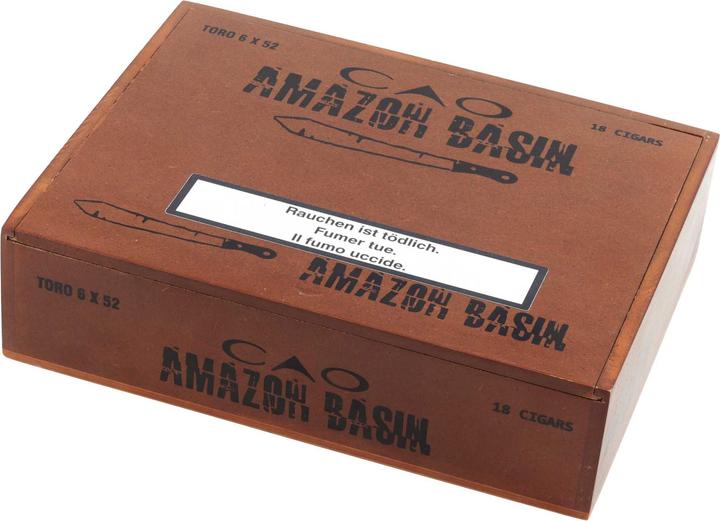 TORO 6 X 52
CAO
AMAZON BASIN
18 CIGARS
Rauchen ist tödlich.
Fumer tue.
Il fumo uccide.
AMAZON BASIN
TORO 6 X 52
CAO
AMAZON BASIN
18 CIGARS